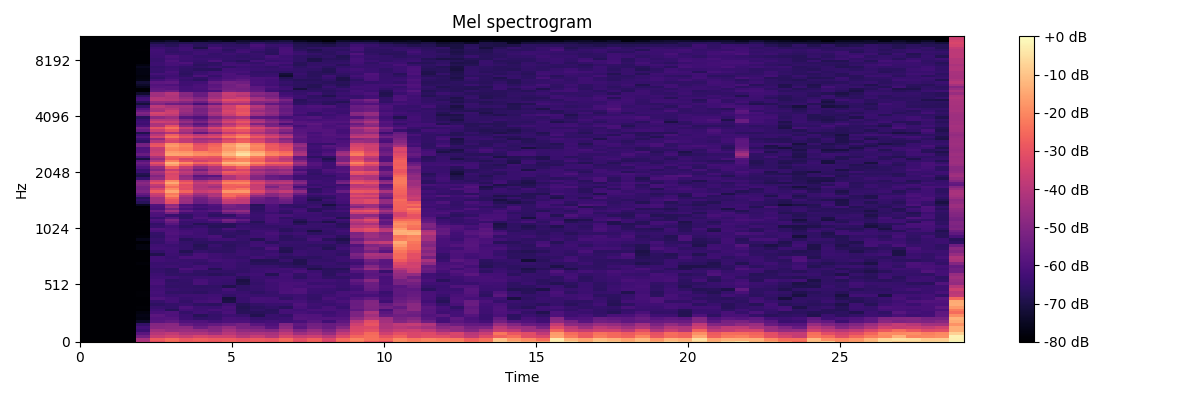 Mel spectrogram
8192
4096
2048
1024
512
0
Hz
0 5 10 15 20 25
Time
+0 dB
-10 dB
-20 dB
-30 dB
-40 dB
-50 dB
-60 dB
-70 dB
-80 dB